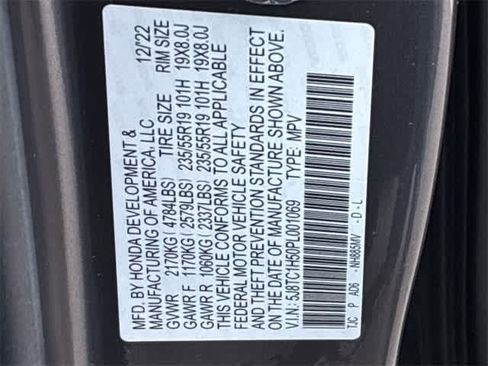 MFD. BY HONDA DEVELOPMENT & 12/22
MANUFACTURING OF AMERICA, LLC
GVWR 2170KG(4784LBS) TIRE SIZE RIM SIZE
GAWR F 1170KG(2579LBS) 235/55R19 101H 19X8.0J
GAWR R 1060KG(2337LBS) 235/55R19 101H 19X8.0J
THIS VEHICLE CONFORMS TO ALL APPLICABLE
FEDERAL MOTOR VEHICLE SAFETY
AND THEFT PREVENTION STANDARDS IN EFFECT
ON THE DATE OF MANUFACTURE SHOWN ABOVE.
V.I.N.: 5J8TC1H50PL001069 TYPE: MPV
TJC P AD6 -NH885MV -D-L